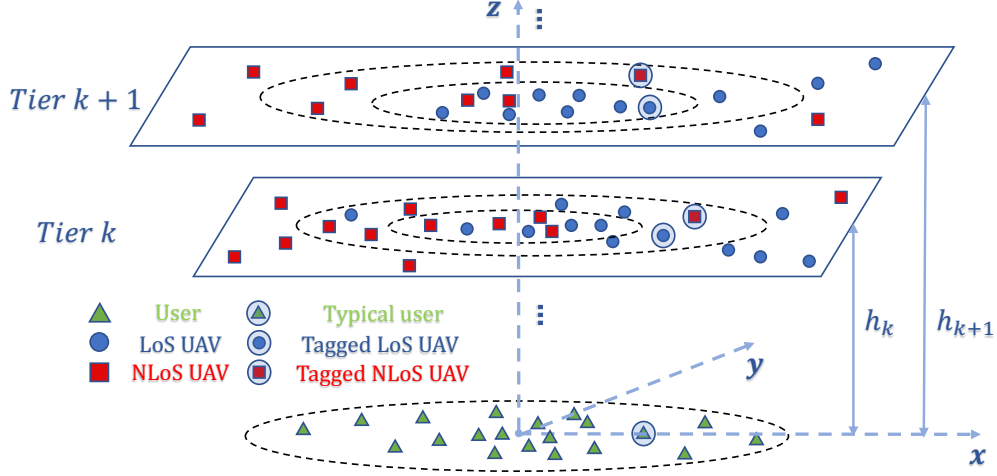 z
Tier k + 1
Tier k
User
Typical user
LoS UAV
Tagged LoS UAV
NLoS UAV
Tagged NLoS UAV
h_k
h_{k+1}
y
x